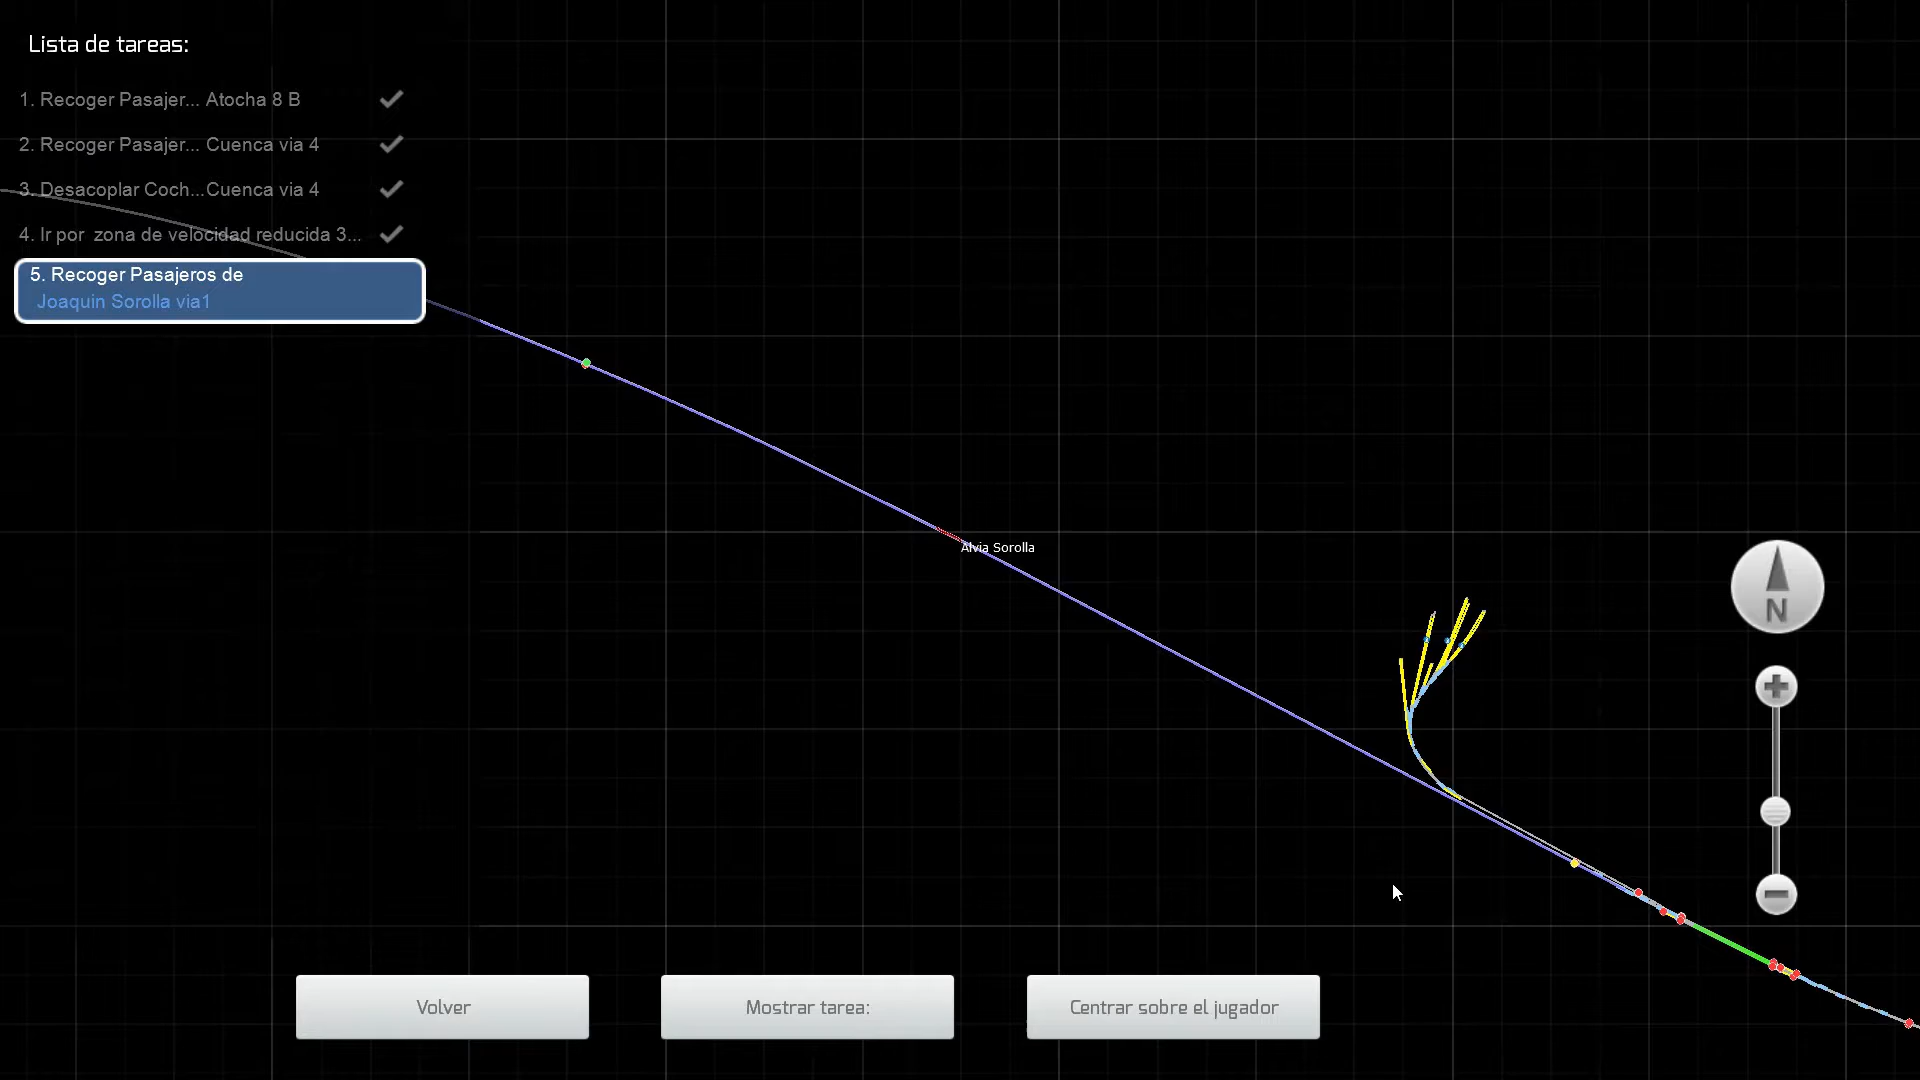 Lista de tareas:
1. Recoger Pasajer... Atocha 8 B
2. Recoger Pasajer... Cuenca via 4
3. Desacoplar Coch...Cuenca via 4
4. Ir por  zona de velocidad reducida 3...
5. Recoger Pasajeros de
Joaquin Sorolla via1
Alvia Sorolla
N
Volver
Mostrar tarea:
Centrar sobre el jugador